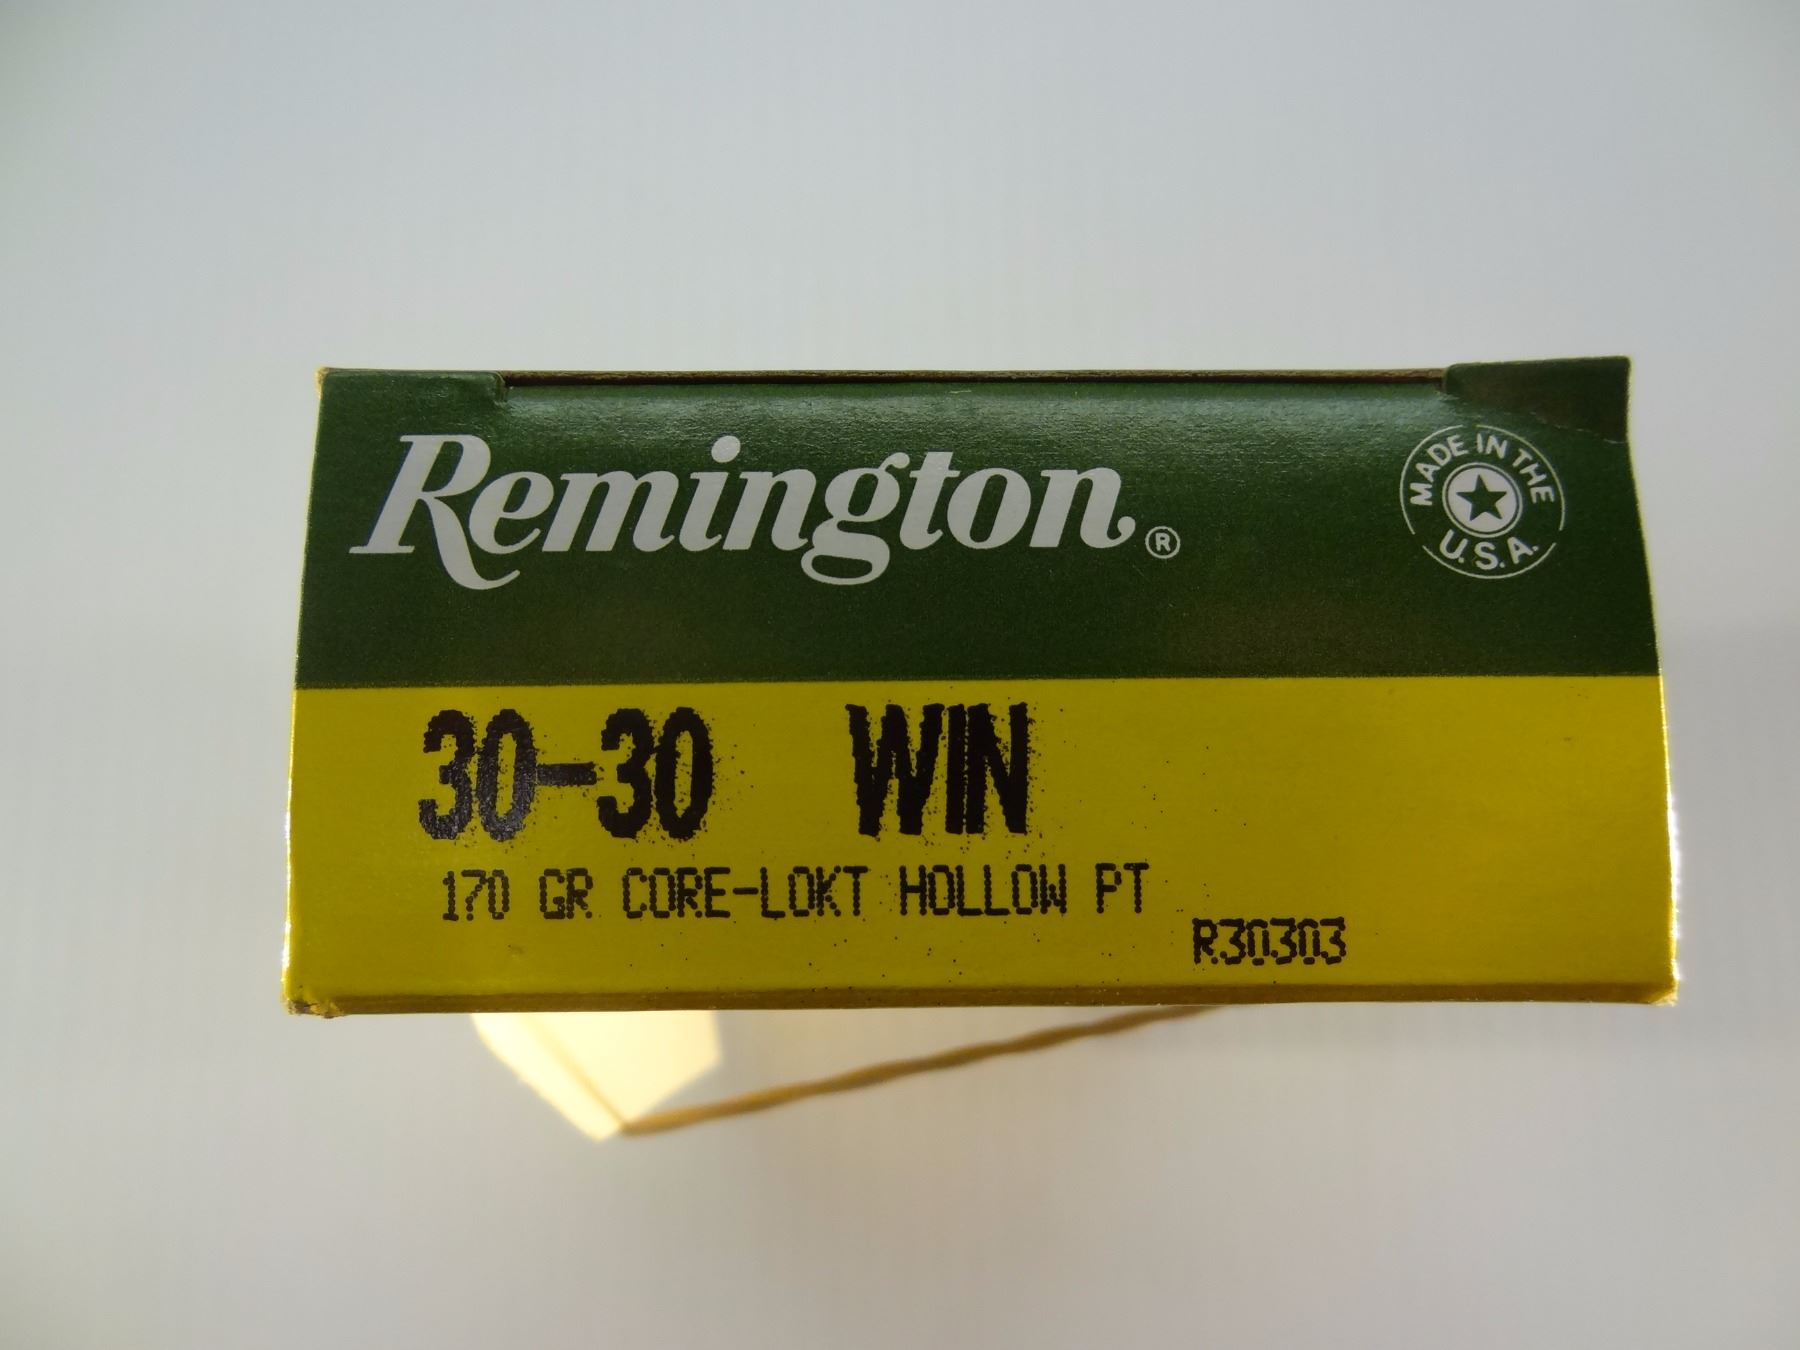 Remington®
MADE IN THE
U.S.A.
30-30 WIN
170 GR CORE-LOKT HOLLOW PT
R30303